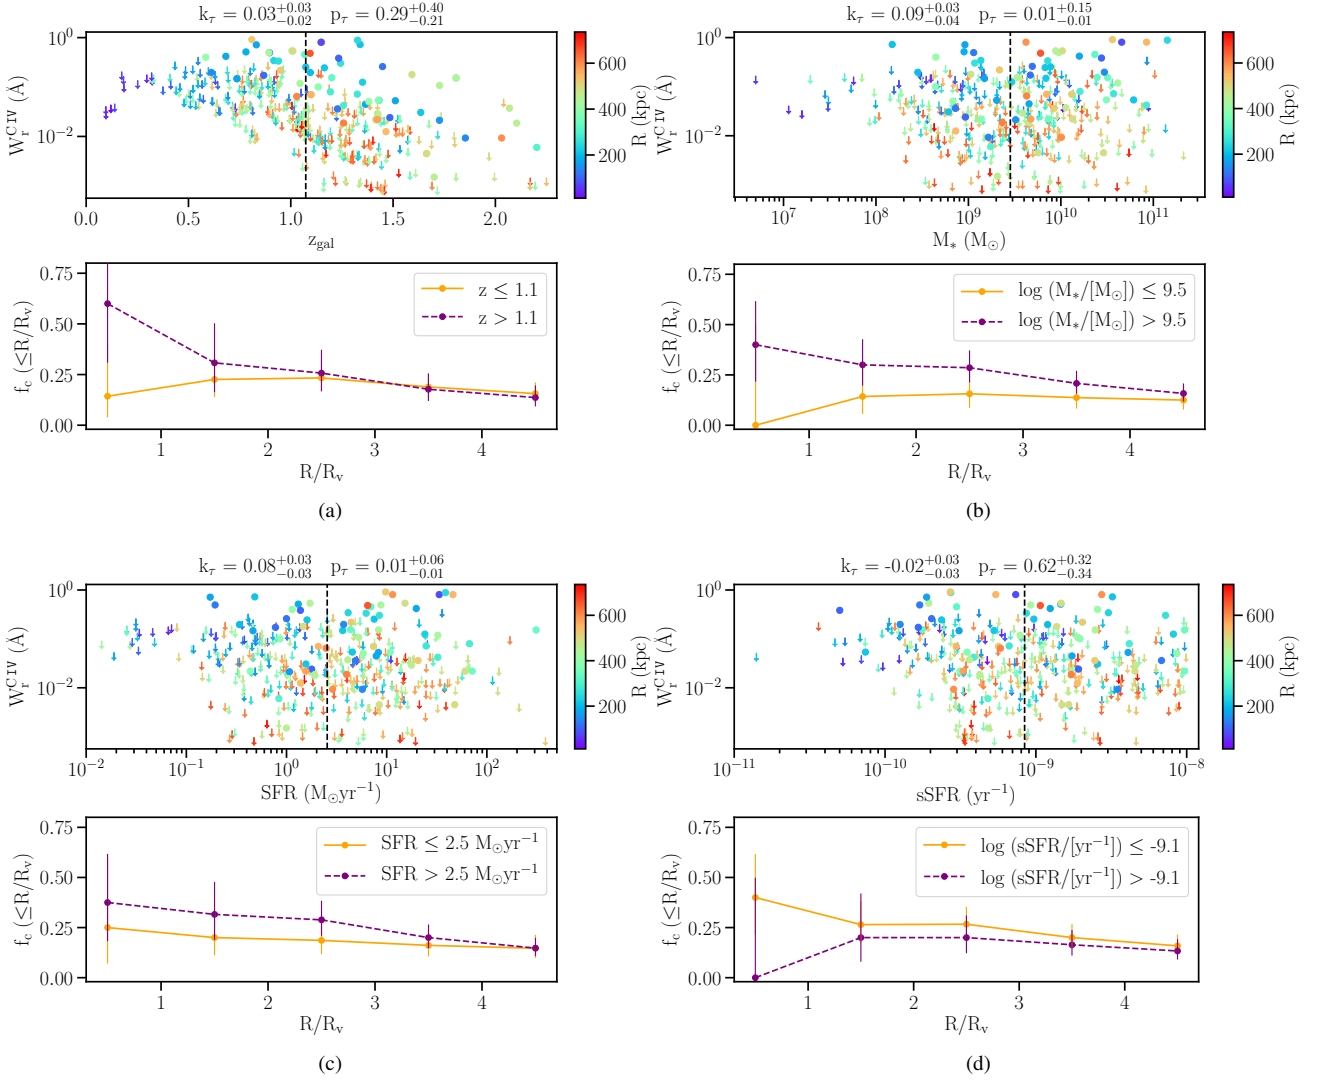 k_τ = 0.03^{+0.03}_{-0.02} p_τ = 0.29^{+0.40}_{-0.21}
10^0
10^{-2}
W_r^{C IV} (Å)
0.0 0.5 1.0 1.5 2.0
z_gal
600
400
200
R (kpc)
0.75
0.50
0.25
0.00
f_c (≤R/R_v)
z ≤ 1.1
z > 1.1
1 2 3 4
R/R_v
(a)
k_τ = 0.09^{+0.03}_{-0.04} p_τ = 0.01^{+0.15}_{-0.01}
10^0
10^{-2}
W_r^{C IV} (Å)
10^7 10^8 10^9 10^{10} 10^{11}
M_* (M_⊙)
600
400
200
R (kpc)
0.75
0.50
0.25
0.00
f_c (≤R/R_v)
log (M_*/[M_⊙]) ≤ 9.5
log (M_*/[M_⊙]) > 9.5
1 2 3 4
R/R_v
(b)
k_τ = 0.08^{+0.03}_{-0.03} p_τ = 0.01^{+0.06}_{-0.01}
10^0
10^{-2}
W_r^{C IV} (Å)
10^{-2} 10^{-1} 10^0 10^1 10^2
SFR (M_⊙yr^{-1})
600
400
200
R (kpc)
0.75
0.50
0.25
0.00
f_c (≤R/R_v)
SFR ≤ 2.5 M_⊙yr^{-1}
SFR > 2.5 M_⊙yr^{-1}
1 2 3 4
R/R_v
(c)
k_τ = -0.02^{+0.03}_{-0.03} p_τ = 0.62^{+0.32}_{-0.34}
10^0
10^{-2}
W_r^{C IV} (Å)
10^{-11} 10^{-10} 10^{-9} 10^{-8}
sSFR (yr^{-1})
600
400
200
R (kpc)
0.75
0.50
0.25
0.00
f_c (≤R/R_v)
log (sSFR/[yr^{-1}]) ≤ -9.1
log (sSFR/[yr^{-1}]) > -9.1
1 2 3 4
R/R_v
(d)